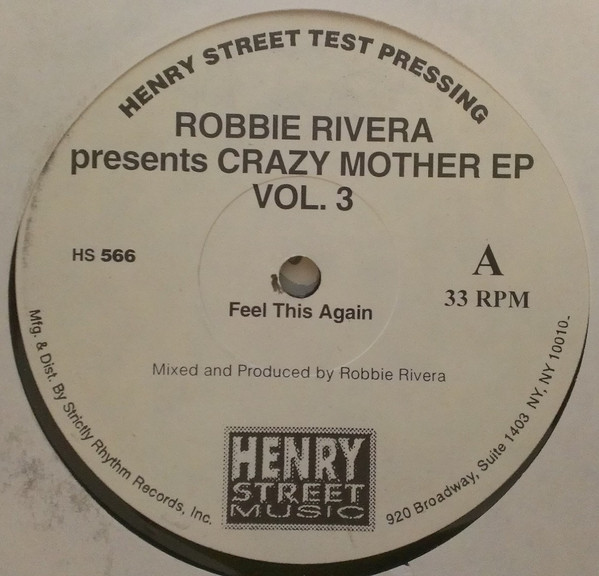 HENRY STREET TEST PRESSING
ROBBIE RIVERA
presents CRAZY MOTHER EP
VOL. 3
HS 566
A
33 RPM
Feel This Again
Mixed and Produced by Robbie Rivera
HENRY
STREET
MUSIC
Mfg. & Dist. By Strictly Rhythm Records, Inc.
920 Broadway, Suite 1403 NY, NY 10010-